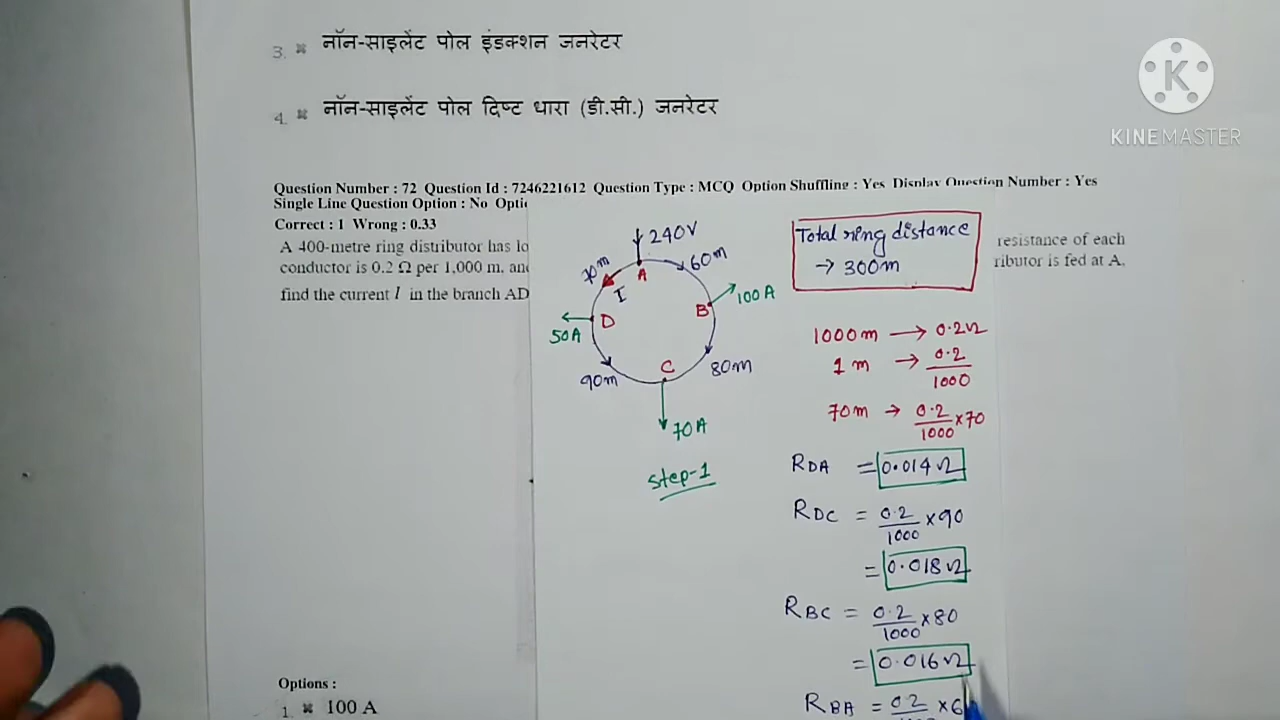 3. ✖ नॉन-साइलेंट पोल इंडक्शन जनरेटर
4. ✖ नॉन-साइलेंट पोल दिष्ट धारा (डी.सी.) जनरेटर
KINEMASTER
Question Number : 72 Question Id : 7246221612 Question Type : MCQ Option Shuffling : Yes Display Question Number : Yes
Single Line Question Option : No
Correct : 1 Wrong : 0.33
A 400-metre ring distributor has
resistance of each
conductor is 0.2 Ω per 1,000 m,
is fed at A,
find the current I in the branch AD
240V
70m
60m
A
I
100A
B
D
50A
C
80m
90m
70A
Step-1
Total ring distance
→ 300m
1000m → 0.2Ω
1m → 0.2/1000
70m → 0.2/1000 ×70
RDA = 0.014Ω
RDC = 0.2/1000 ×90
= 0.018Ω
RBC = 0.2/1000 ×80
= 0.016Ω
RBA = 0.2 ×6
Options :
1. ✖ 100 A